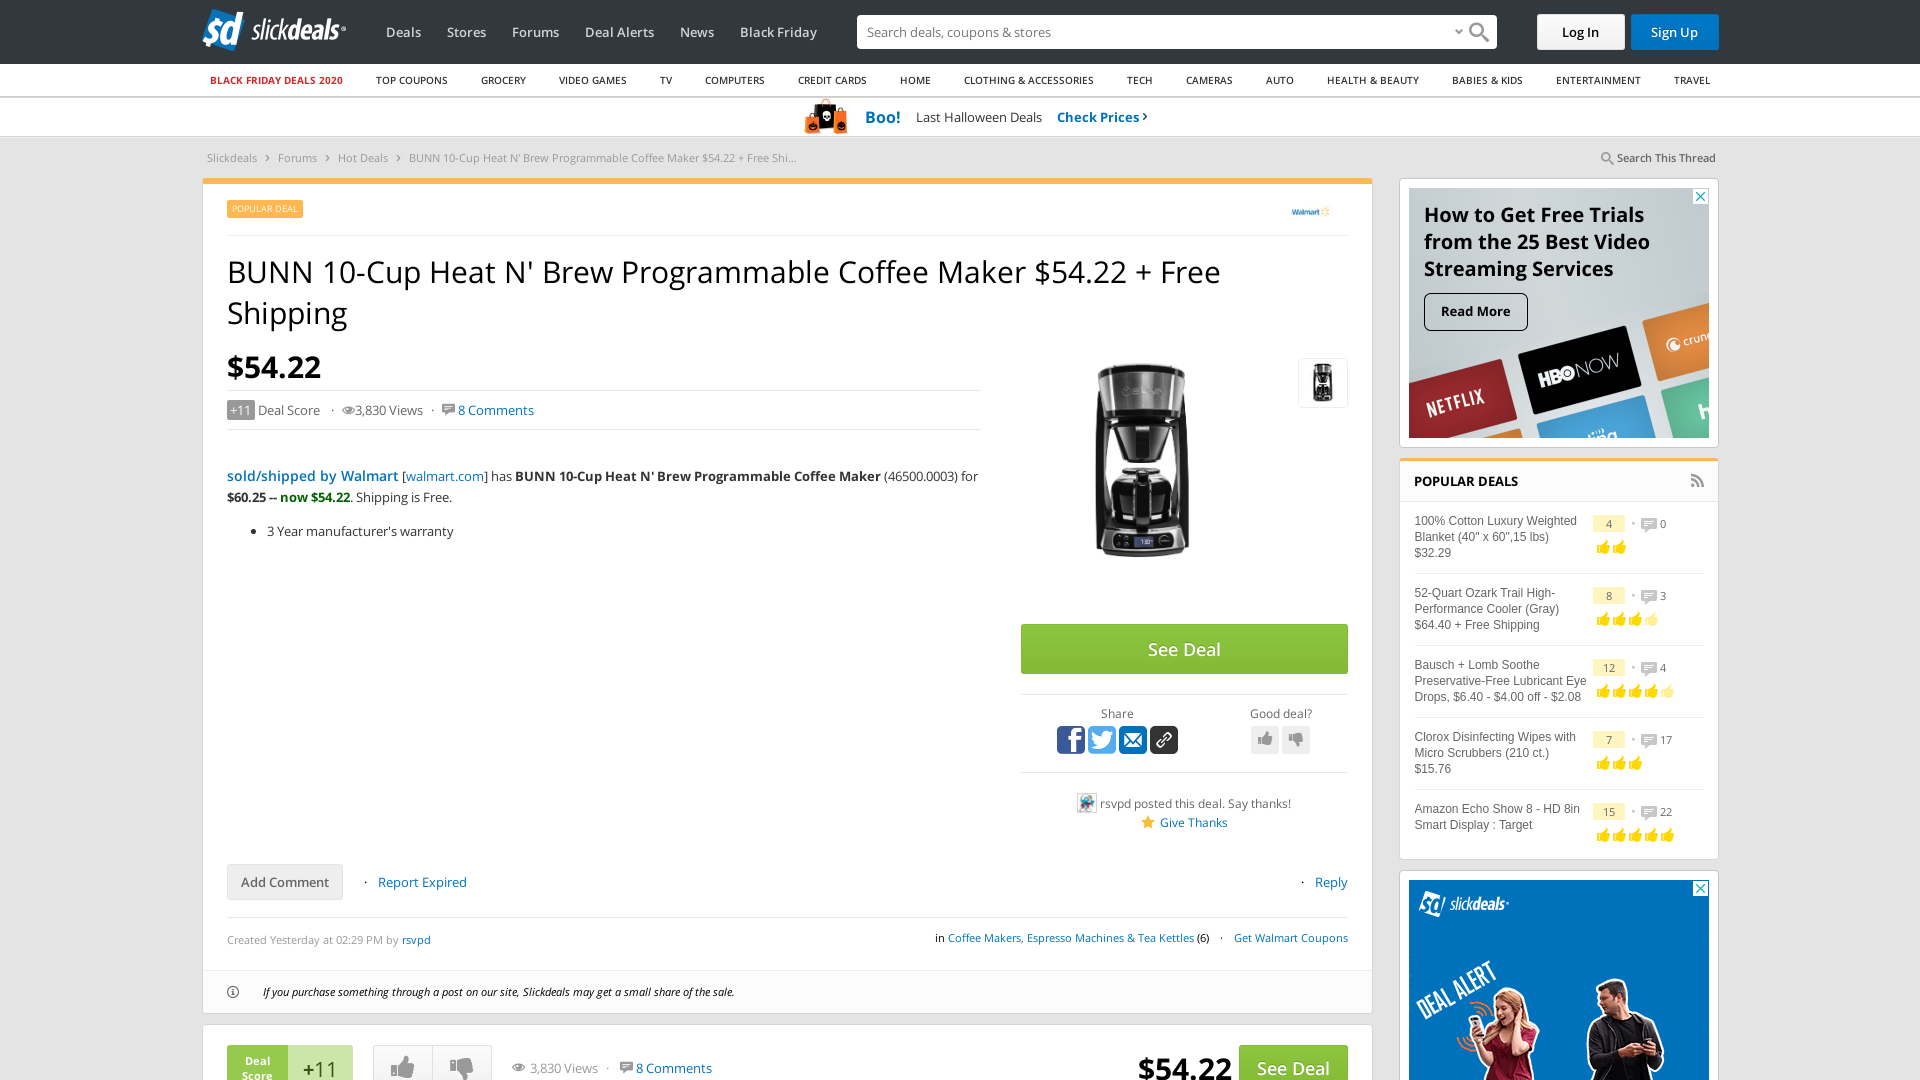 slickdeals
Deals
Stores
Forums
Deal Alerts
News
Black Friday
Search deals, coupons & stores
Log In
Sign Up
BLACK FRIDAY DEALS 2020
TOP COUPONS
GROCERY
VIDEO GAMES
TV
COMPUTERS
CREDIT CARDS
HOME
CLOTHING & ACCESSORIES
TECH
CAMERAS
AUTO
HEALTH & BEAUTY
BABIES & KIDS
ENTERTAINMENT
TRAVEL
Boo! Last Halloween Deals Check Prices
Slickdeals › Forums › Hot Deals › BUNN 10-Cup Heat N' Brew Programmable Coffee Maker $54.22 + Free Shi...
Search This Thread
POPULAR DEAL
Walmart
BUNN 10-Cup Heat N' Brew Programmable Coffee Maker $54.22 + Free
Shipping
$54.22
+11 Deal Score · 3,830 Views · 8 Comments
sold/shipped by Walmart [walmart.com] has BUNN 10-Cup Heat N' Brew Programmable Coffee Maker (46500.0003) for
$60.25 -- now $54.22. Shipping is Free.
• 3 Year manufacturer's warranty
See Deal
Share
Good deal?
rsvpd posted this deal. Say thanks!
Give Thanks
Add Comment · Report Expired
· Reply
Created Yesterday at 02:29 PM by rsvpd
in Coffee Makers, Espresso Machines & Tea Kettles (6) · Get Walmart Coupons
If you purchase something through a post on our site, Slickdeals may get a small share of the sale.
Deal
Score
+11
3,830 Views · 8 Comments
$54.22
See Deal
How to Get Free Trials
from the 25 Best Video
Streaming Services
Read More
NETFLIX
HBO NOW
POPULAR DEALS
100% Cotton Luxury Weighted
Blanket (40" x 60",15 lbs)
$32.29
4 • 0
52-Quart Ozark Trail High-
Performance Cooler (Gray)
$64.40 + Free Shipping
8 • 3
Bausch + Lomb Soothe
Preservative-Free Lubricant Eye
Drops, $6.40 - $4.00 off - $2.08
12 • 4
Clorox Disinfecting Wipes with
Micro Scrubbers (210 ct.)
$15.76
7 • 17
Amazon Echo Show 8 - HD 8in
Smart Display : Target
15 • 22
slickdeals
DEAL ALERT